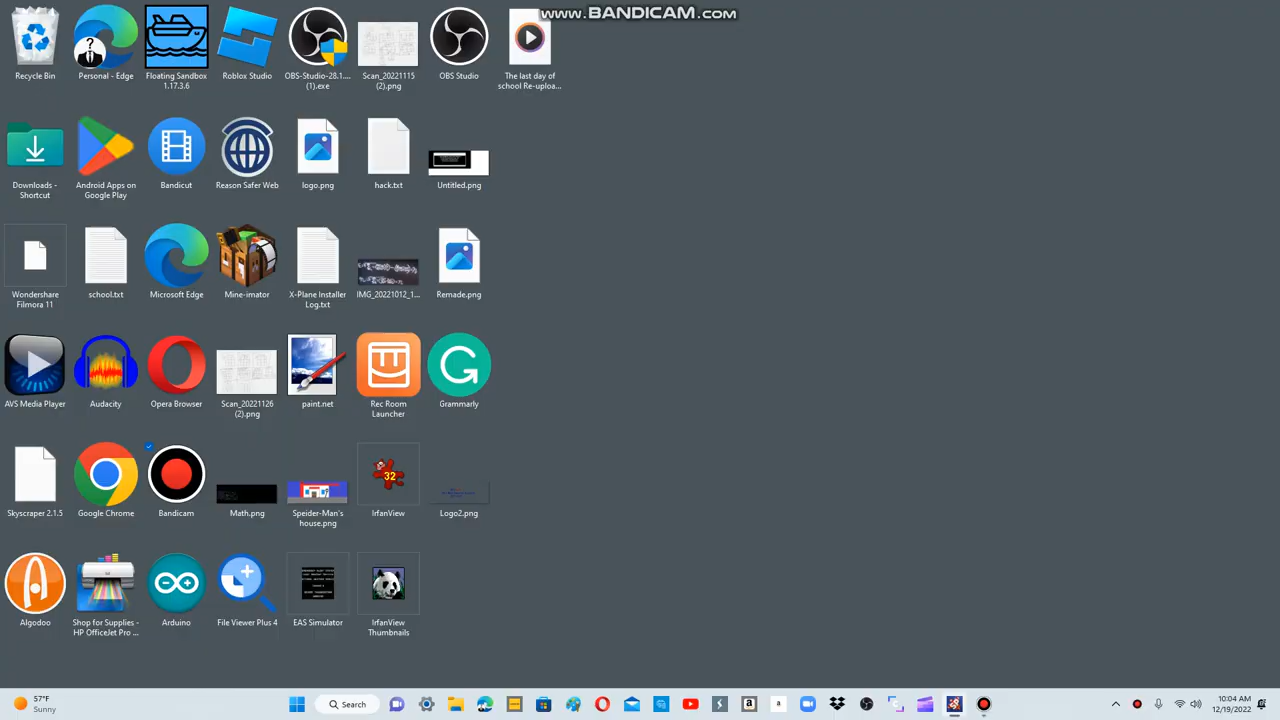 www.BANDICAM.com
Recycle Bin
Personal - Edge
Floating Sandbox
1.17.3.6
Roblox Studio
OBS-Studio-28.1....
(1).exe
Scan_20221115
(2).png
OBS Studio
The last day of
school Re-uploa...
Downloads -
Shortcut
Android Apps on
Google Play
Bandicut
Reason Safer Web
logo.png
hack.txt
Untitled.png
Wondershare
Filmora 11
school.txt
Microsoft Edge
Mine-imator
X-Plane Installer
Log.txt
IMG_20221012_1...
Remade.png
AVS Media Player
Audacity
Opera Browser
Scan_20221126
(2).png
paint.net
Rec Room
Launcher
Grammarly
Skyscraper 2.1.5
Google Chrome
Bandicam
Math.png
Speider-Man's
house.png
32
IrfanView
Logo2.png
Algodoo
Shop for Supplies -
HP OfficeJet Pro ...
Arduino
File Viewer Plus 4
EAS Simulator
IrfanView
Thumbnails
57°F
Sunny
Search
10:04 AM
12/19/2022